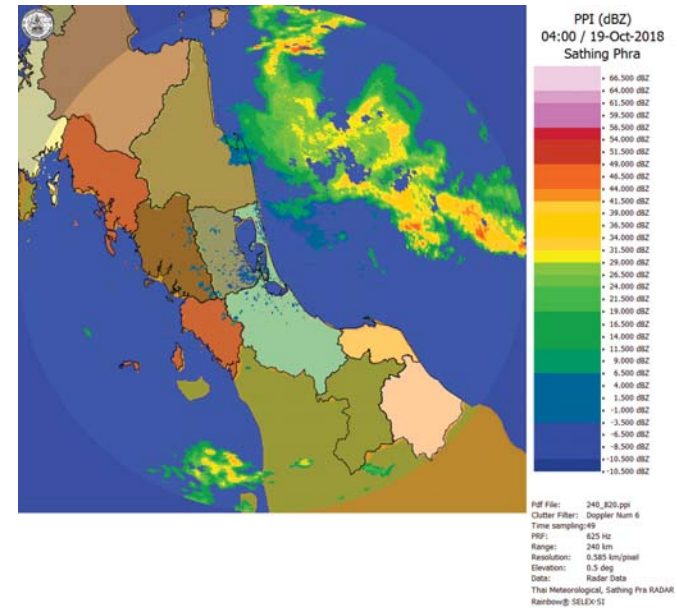 PPI (dBZ)
04:00 / 19-Oct-2018
Sathing Phra
66.500 dBZ
64.000 dBZ
61.500 dBZ
59.500 dBZ
56.500 dBZ
54.000 dBZ
51.500 dBZ
49.000 dBZ
46.500 dBZ
44.000 dBZ
41.500 dBZ
39.000 dBZ
36.500 dBZ
34.000 dBZ
31.500 dBZ
29.000 dBZ
26.500 dBZ
24.000 dBZ
21.500 dBZ
19.000 dBZ
16.500 dBZ
14.000 dBZ
11.500 dBZ
9.000 dBZ
6.500 dBZ
4.000 dBZ
1.500 dBZ
-1.000 dBZ
-3.500 dBZ
-6.500 dBZ
-8.500 dBZ
-10.500 dBZ
-10.500 dBZ
Pdf File: 240_820.ppi
Clutter Filter: Doppler Num 6
Time sampling:49
PRF: 625 Hz
Range: 240 km
Resolution: 0.585 km/pixel
Elevation: 0.5 deg
Data: Radar Data
Thai Meteorological, Sathing Pra RADAR
Rainbow® SELEX-SI